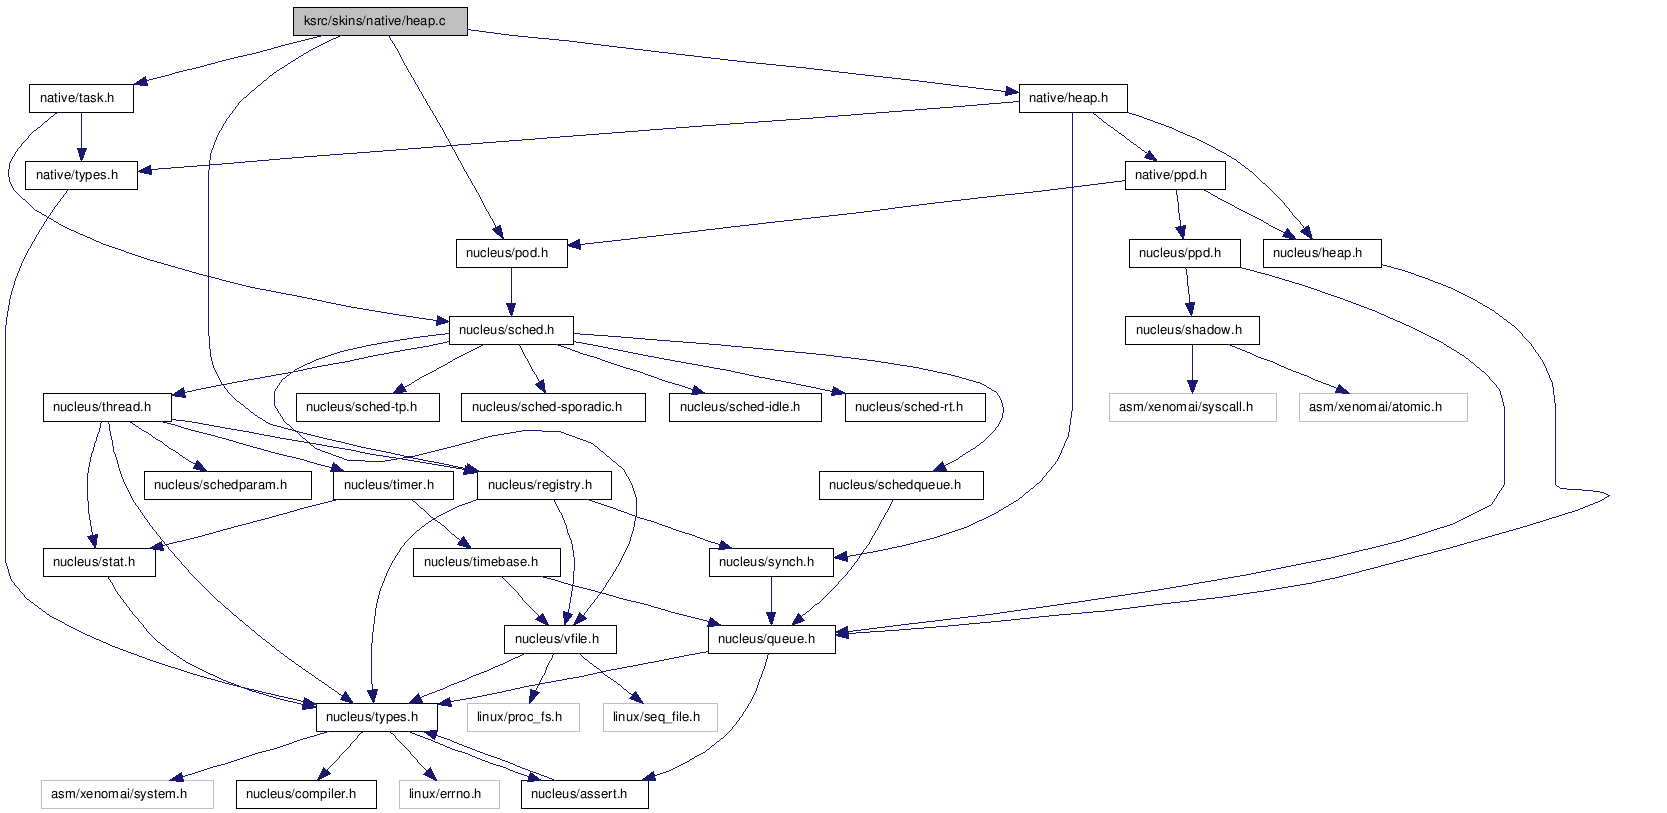 ksrc/skins/native/heap.c
native/task.h
native/heap.h
native/types.h
native/ppd.h
nucleus/pod.h
nucleus/ppd.h
nucleus/heap.h
nucleus/sched.h
nucleus/shadow.h
nucleus/thread.h
nucleus/sched-tp.h
nucleus/sched-sporadic.h
nucleus/sched-idle.h
nucleus/sched-rt.h
asm/xenomai/syscall.h
asm/xenomai/atomic.h
nucleus/schedparam.h
nucleus/timer.h
nucleus/registry.h
nucleus/schedqueue.h
nucleus/stat.h
nucleus/timebase.h
nucleus/synch.h
nucleus/vfile.h
nucleus/queue.h
nucleus/types.h
linux/proc_fs.h
linux/seq_file.h
asm/xenomai/system.h
nucleus/compiler.h
linux/errno.h
nucleus/assert.h